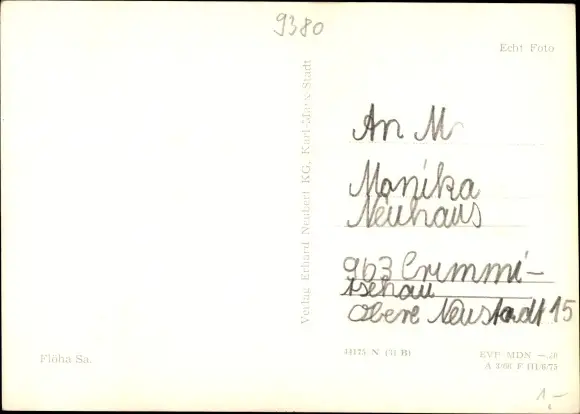 9380
Echt Foto
Verlag Erhard Neubert KG, Karl-Marx-Stadt
An M
Monika
Neuhaus
963 Crimmi-
tschau
Obere Neustadt 15
Flöha Sa.
EVP MDN —,20
1.-